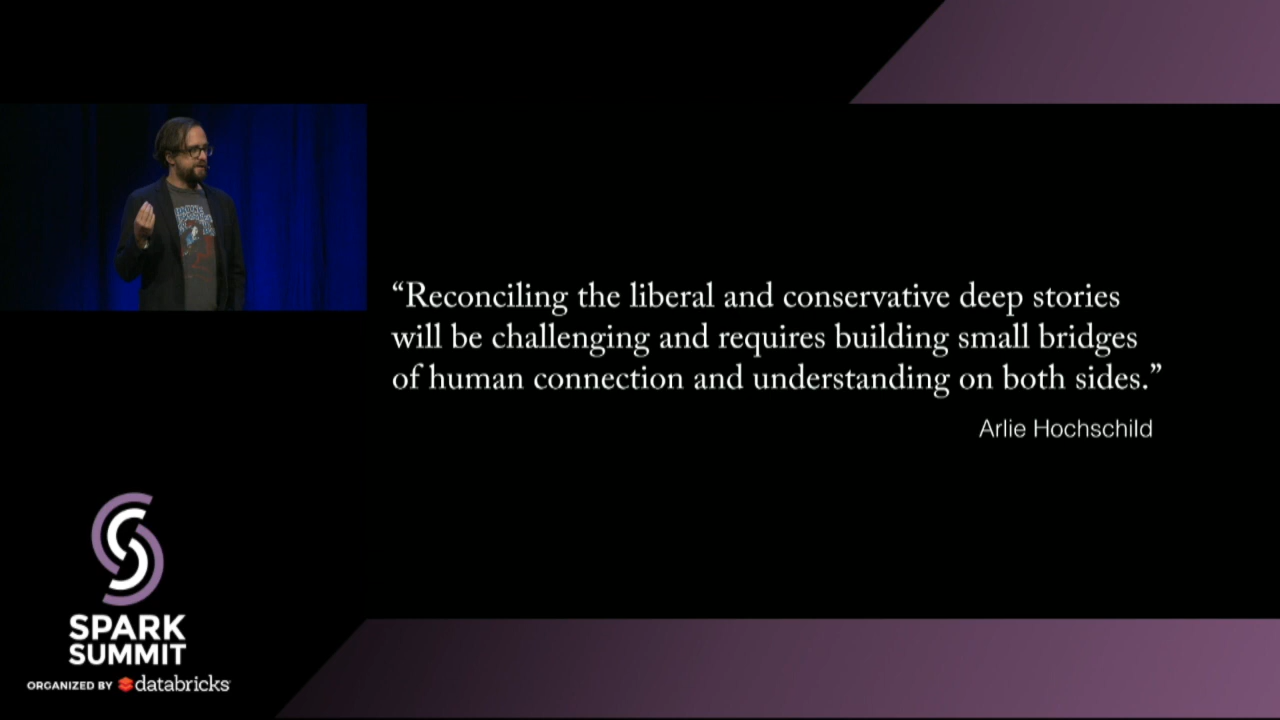 “Reconciling the liberal and conservative deep stories
will be challenging and requires building small bridges
of human connection and understanding on both sides.”
Arlie Hochschild
SPARK
SUMMIT
ORGANIZED BY databricks